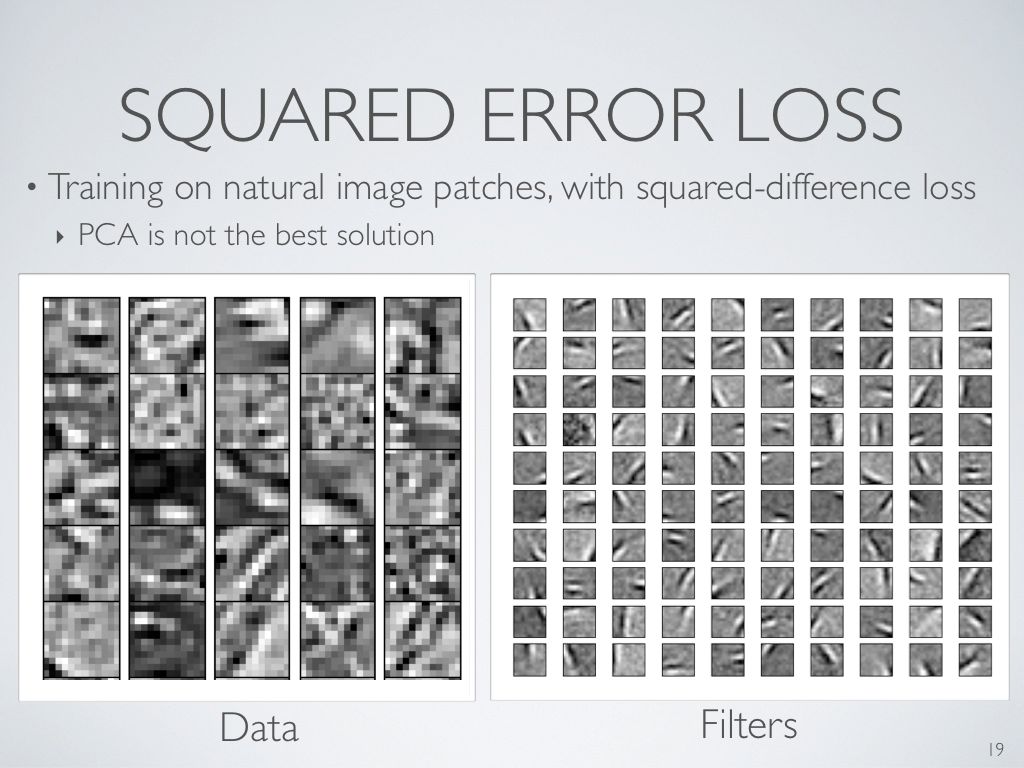 SQUARED ERROR LOSS
• Training on natural image patches, with squared-difference loss
‣ PCA is not the best solution
Data
Filters
19